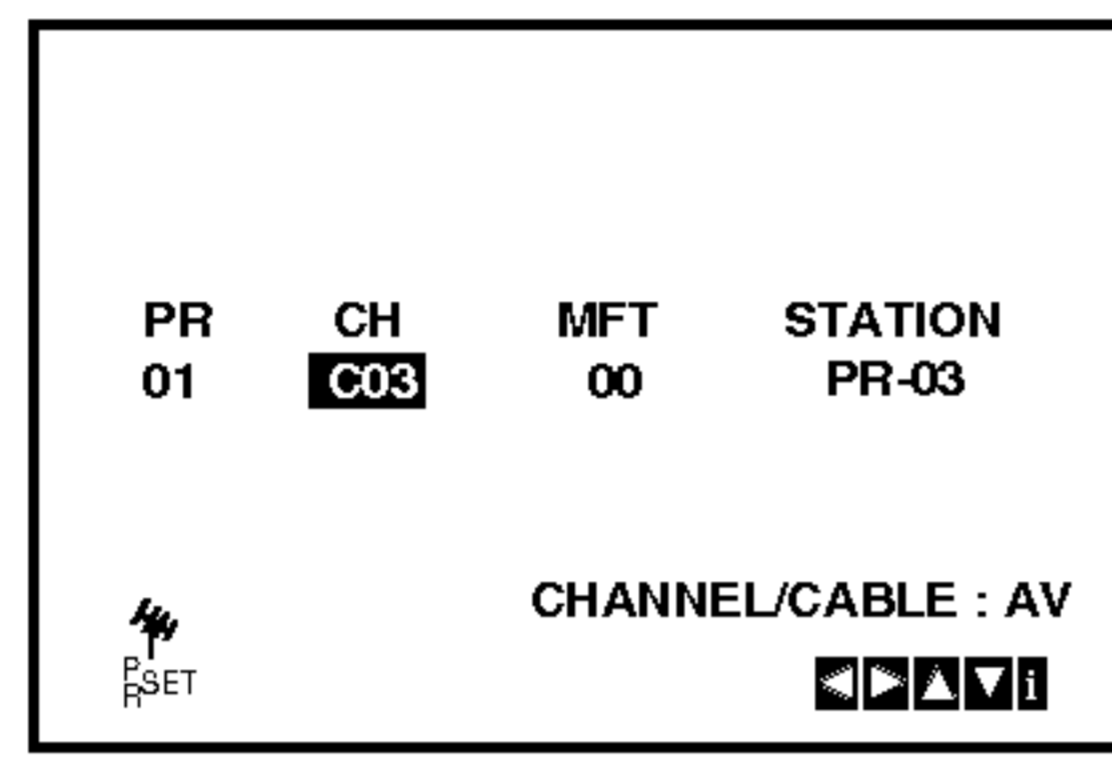 PR CH MFT STATION
01 C03 00 PR-03
CHANNEL/CABLE : AV
PR SET
i